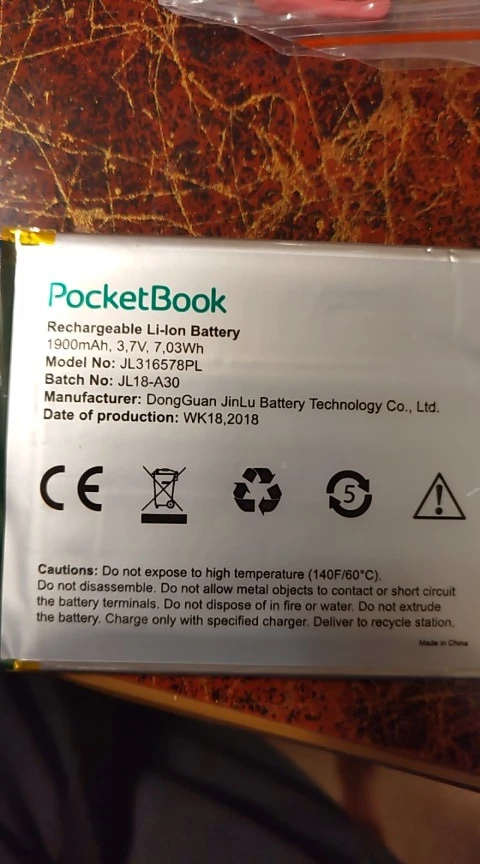 PocketBook
Rechargeable Li-Ion Battery
1900mAh, 3,7V, 7,03Wh
Model No: JL316578PL
Batch No: JL18-A30
Manufacturer: DongGuan JinLu Battery Technology Co., Ltd.
Date of production: WK18,2018
CE
5
Cautions: Do not expose to high temperature (140F/60°C).
Do not disassemble. Do not allow metal objects to contact or short circuit
the battery terminals. Do not dispose of in fire or water. Do not extrude
the battery. Charge only with specified charger. Deliver to recycle station.
Made in China